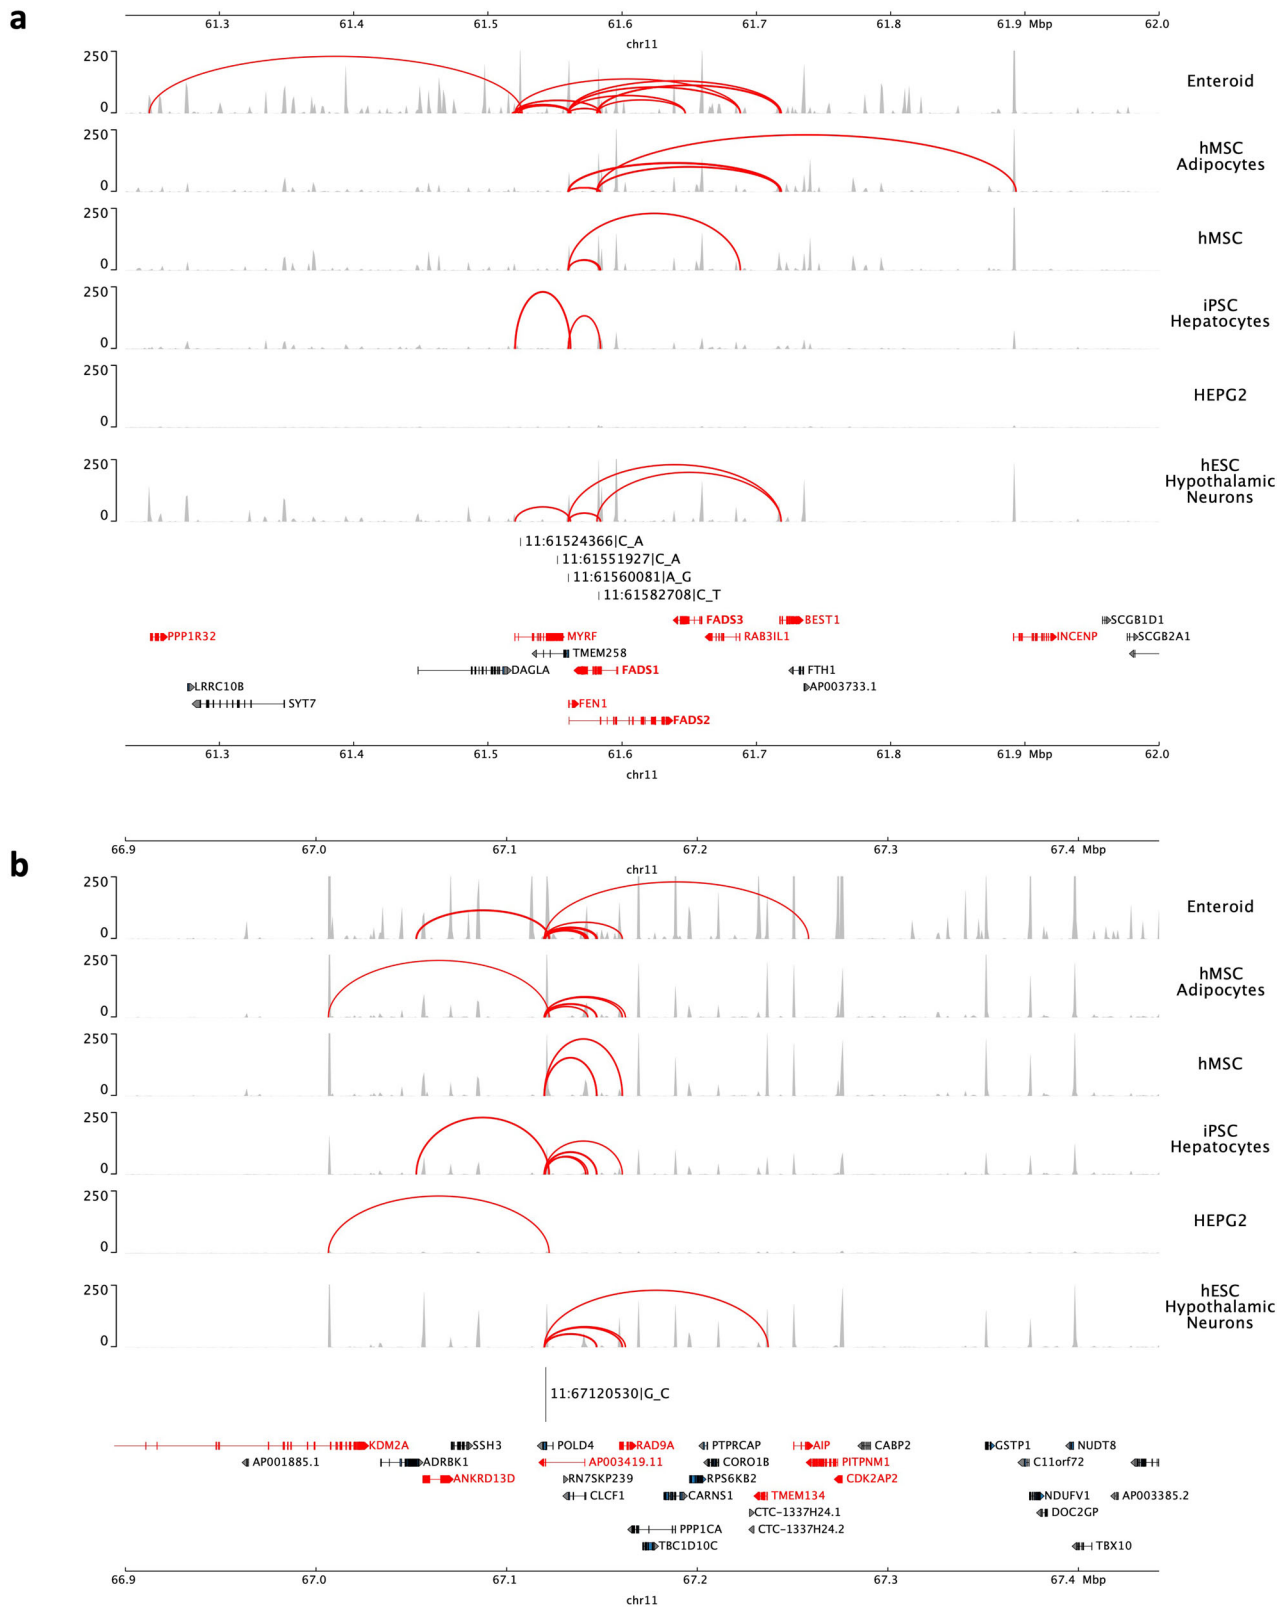 a
61.3 61.4 61.5 61.6 61.7 61.8 61.9 Mbp 62.0
chr11
250
0
Enteroid
250
0
hMSC
Adipocytes
250
0
hMSC
250
0
iPSC
Hepatocytes
250
0
HEPG2
250
0
hESC
Hypothalamic
Neurons
11:61524366|C_A
11:61551927|C_A
11:61560081|A_G
11:61582708|C_T
FADS3 BEST1 SCGB1D1
PPP1R32 MYRF RAB3IL1 INCENP SCGB2A1
TMEM258
DAGLA FADS1 FTH1
LRRC10B AP003733.1
SYT7 FEN1
FADS2
61.3 61.4 61.5 61.6 61.7 61.8 61.9 Mbp 62.0
chr11
b
66.9 67.0 67.1 67.2 67.3 67.4 Mbp
chr11
250
0
Enteroid
250
0
hMSC
Adipocytes
250
0
hMSC
250
0
iPSC
Hepatocytes
250
0
HEPG2
250
0
hESC
Hypothalamic
Neurons
11:67120530|G_C
KDM2A SSH3 POLD4 RAD9A PTPRCAP AIP CABP2 GSTP1 NUDT8
AP001885.1 ADRBK1 AP003419.11 CORO1B PITPNM1 C11orf72
ANKRD13D RN7SKP239 RPS6KB2 CDK2AP2
CLCF1 CARNS1 TMEM134 NDUFV1 AP003385.2
CTC-1337H24.1 DOC2GP
PPP1CA CTC-1337H24.2
TBC1D10C TBX10
66.9 67.0 67.1 67.2 67.3 67.4 Mbp
chr11